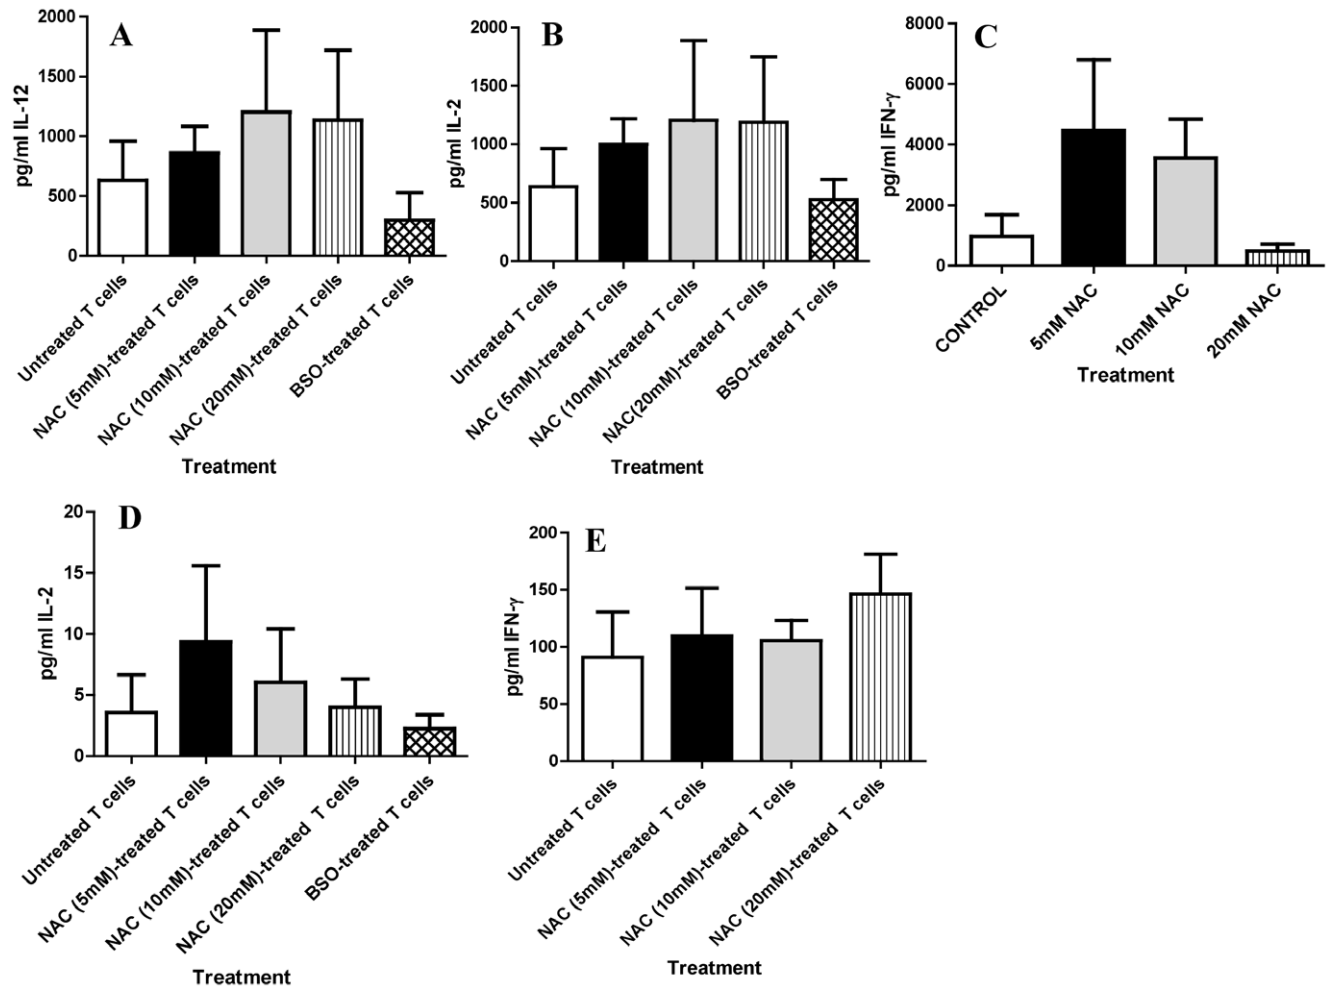 A
pg/ml IL-12
2000
1500
1000
500
0
Untreated T cells
NAC (5mM)-treated T cells
NAC (10mM)-treated T cells
NAC (20mM)-treated T cells
BSO-treated T cells
Treatment
B
pg/ml IL-2
2000
1500
1000
500
0
Untreated T cells
NAC (5mM)-treated T cells
NAC (10mM)-treated T cells
NAC(20mM)-treated T cells
BSO-treated T cells
Treatment
C
pg/ml IFN-γ
8000
6000
4000
2000
0
CONTROL
5mM NAC
10mM NAC
20mM NAC
Treatment
D
pg/ml IL-2
20
15
10
5
0
Untreated T cells
NAC (5mM)-treated T cells
NAC (10mM)-treated T cells
NAC (20mM)-treated T cells
BSO-treated T cells
Treatment
E
pg/ml IFN-γ
200
150
100
50
0
Untreated T cells
NAC (5mM)-treated T cells
NAC (10mM)-treated T cells
NAC (20mM)-treated T cells
Treatment